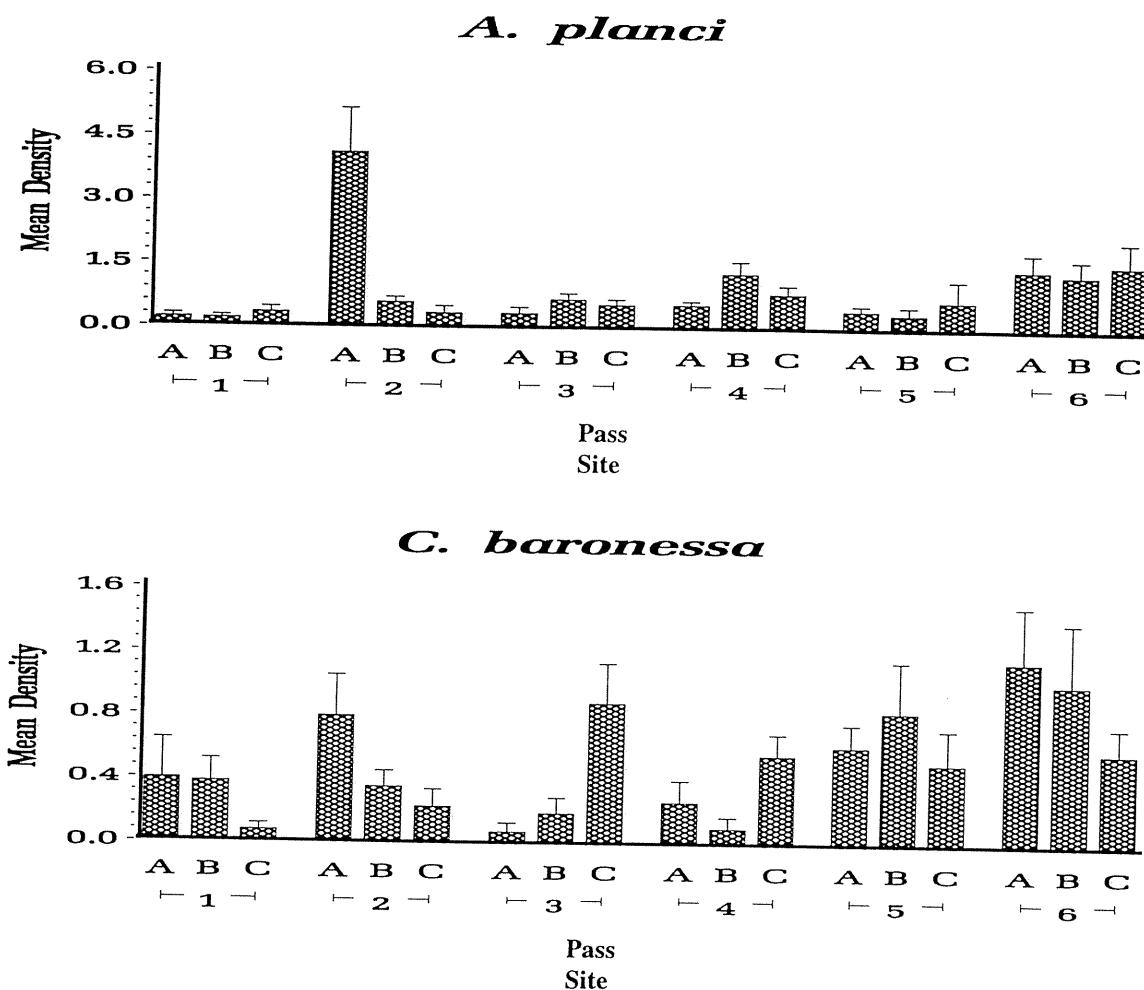 A. planci
6.0
4.5
3.0
1.5
0.0
Mean Density
A B C A B C A B C A B C A B C A B C
1 2 3 4 5 6
Pass
Site
C. baronessa
1.6
1.2
0.8
0.4
0.0
Mean Density
A B C A B C A B C A B C A B C A B C
1 2 3 4 5 6
Pass
Site